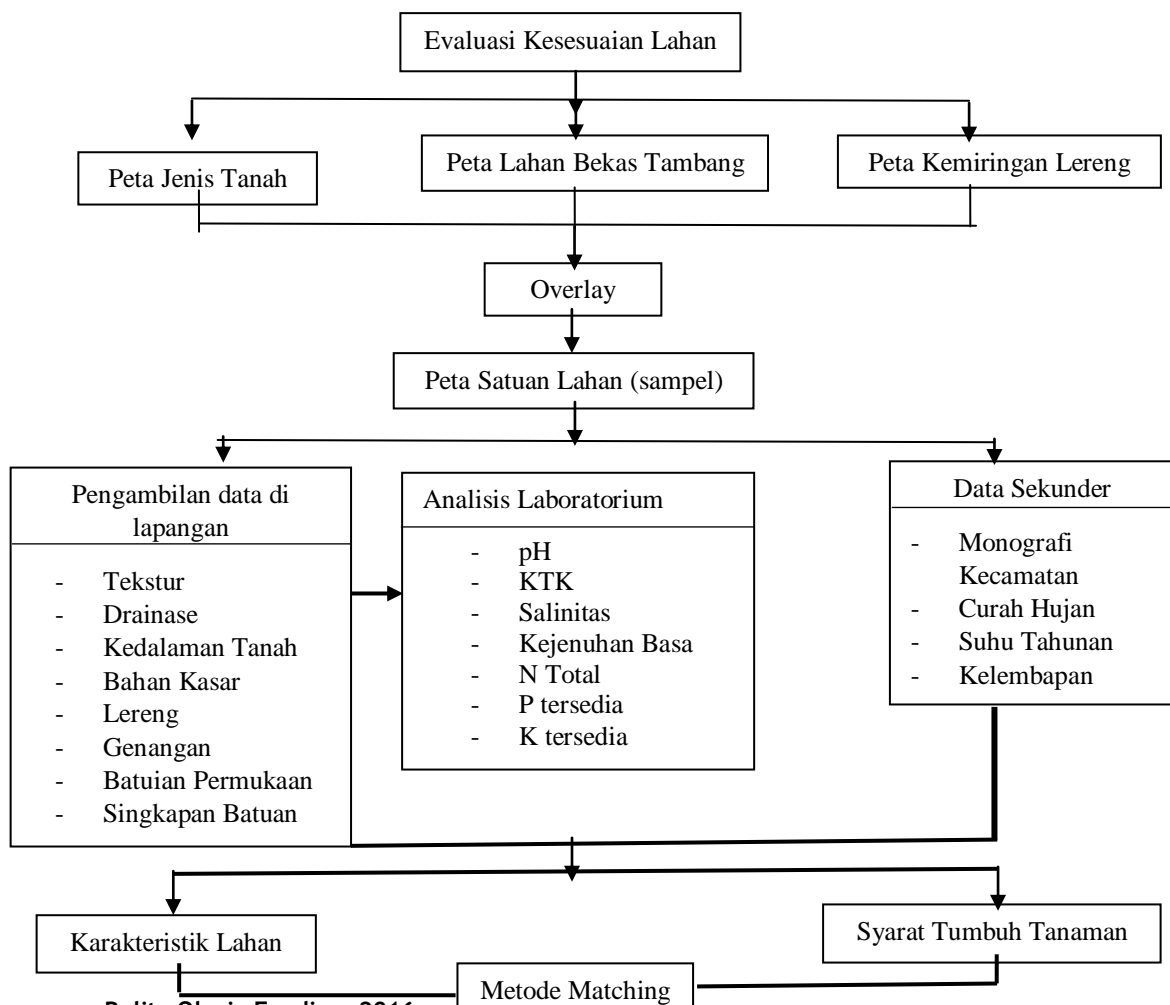 Evaluasi Kesesuaian Lahan
Peta Jenis Tanah
Peta Lahan Bekas Tambang
Peta Kemiringan Lereng
Overlay
Peta Satuan Lahan (sampel)
Pengambilan data di
lapangan
- Tekstur
- Drainase
- Kedalaman Tanah
- Bahan Kasar
- Lereng
- Genangan
- Batuian Permukaan
- Singkapan Batuan
Analisis Laboratorium
- pH
- KTK
- Salinitas
- Kejenuhan Basa
- N Total
- P tersedia
- K tersedia
Data Sekunder
- Monografi
Kecamatan
- Curah Hujan
- Suhu Tahunan
- Kelembapan
Karakteristik Lahan
Syarat Tumbuh Tanaman
Metode Matching